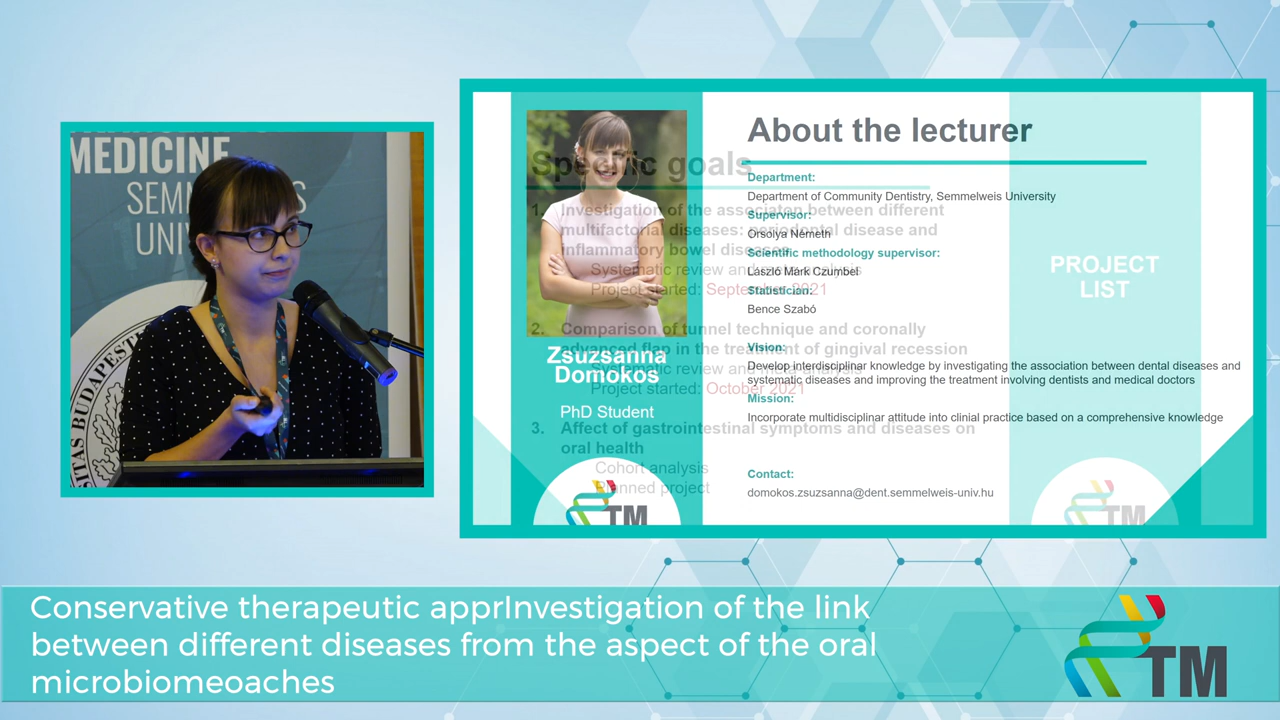 MEDICINE
SEMM
S
UNIV
SITAS BUDAPEST
About the lecturer
Department:
Department of Community Dentistry, Semmelweis University
Supervisor:
Orsolya Németh
Scientific methodology supervisor:
László Márk Czumbel
Statistician:
Bence Szabó
Vision:
Develop interdisciplinar knowledge by investigating the association between dental diseases and
systematic diseases and improving the treatment involving dentists and medical doctors
Mission:
Incorporate multidisciplinar attitude into clinial practice based on a comprehensive knowledge
Contact:
domokos.zsuzsanna@dent.semmelweis-univ.hu
Zsuzsanna
Domokos
PhD Student
TM
Specific goals
1. Investigation of the associaton between different
multifactorial diseases: periodontal disease and
inflammatory bowel diseases
Systematic review and meta-analysis
Project started: September 2021
2. Comparison of tunnel technique and coronally
advanced flap in the treatment of gingival recession
Systematic review and meta-analysis
Project started: October 2021
3. Affect of gastrointestinal symptoms and diseases on
oral health
Cohort analysis
Planned project
PROJECT
LIST
TM
Conservative therapeutic apprInvestigation of the link
between different diseases from the aspect of the oral
microbiomeoaches
TM